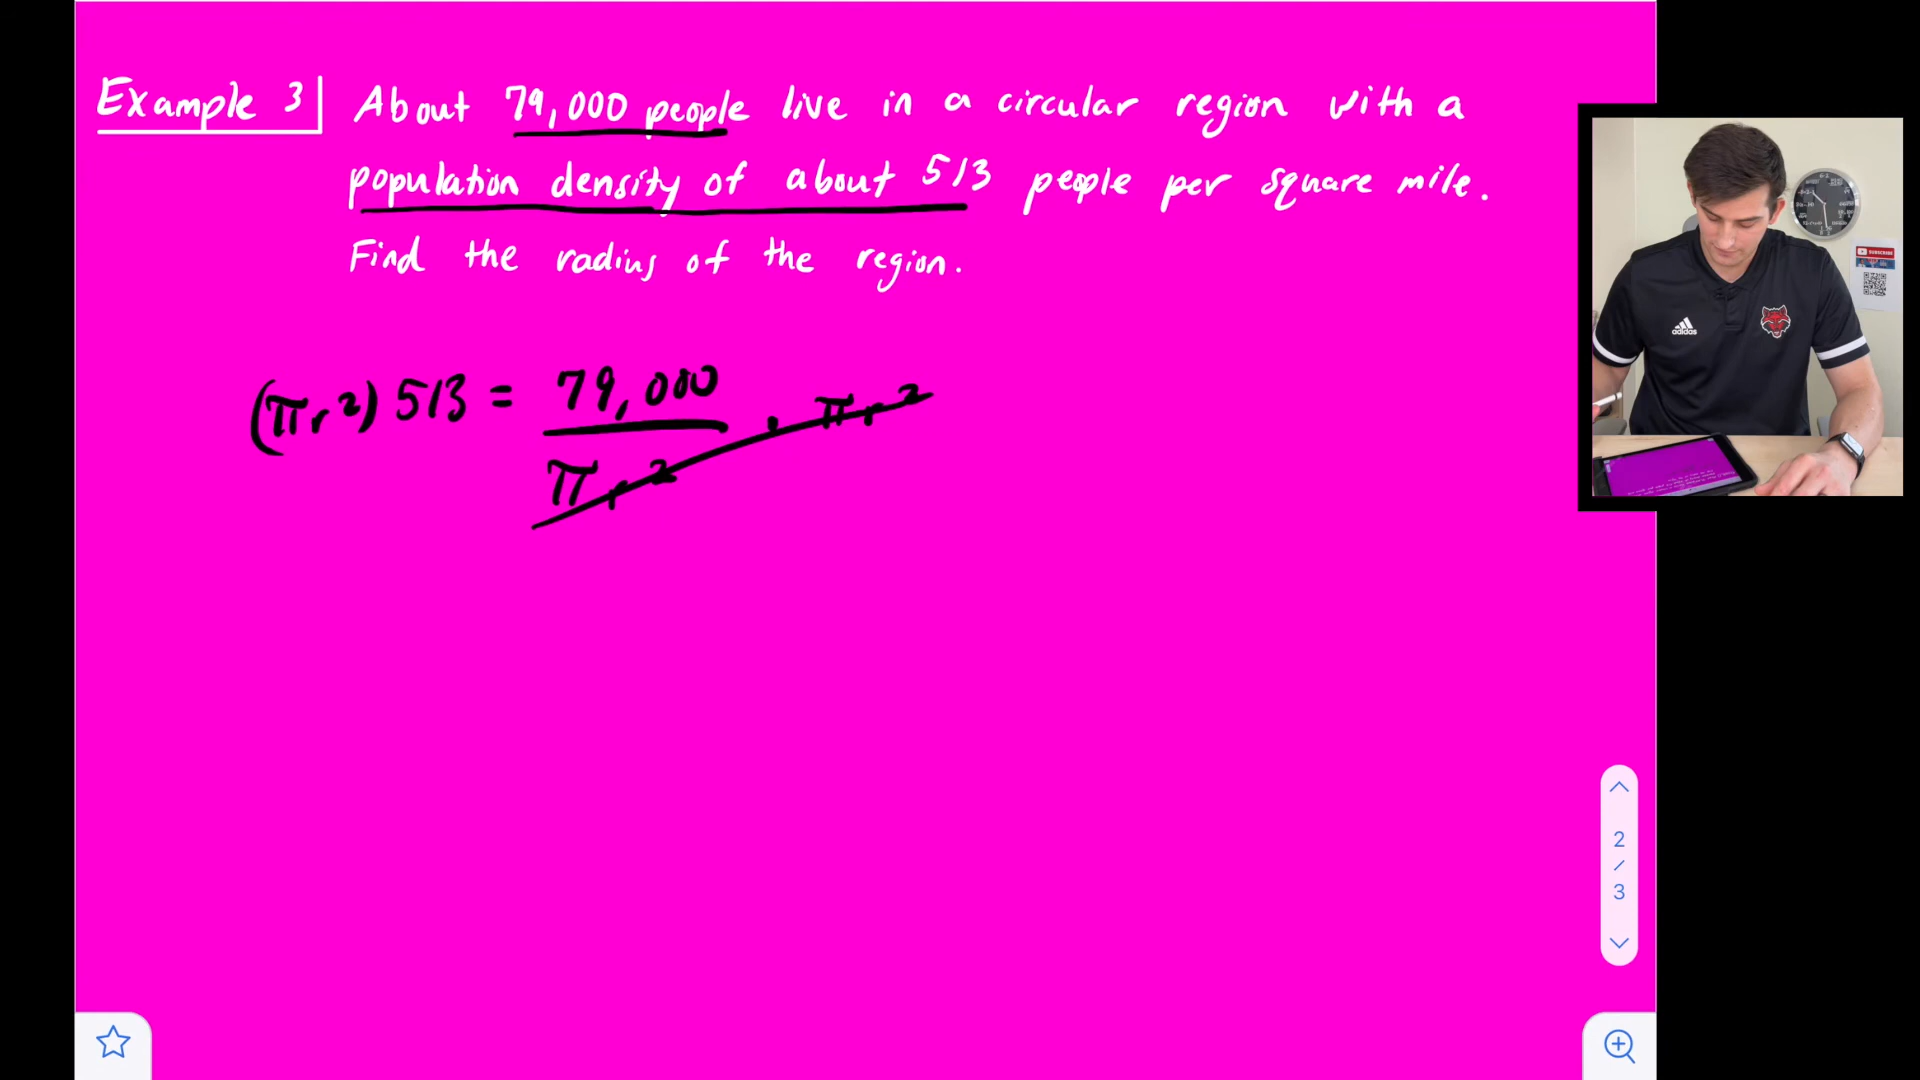 Example 3 About 79,000 people live in a circular region with a
population density of about 513 people per square mile.
Find the radius of the region.
(πr²) 513 = 79,000 / πr² · πr²
adidas
SUBSCRIBE
2
/
3